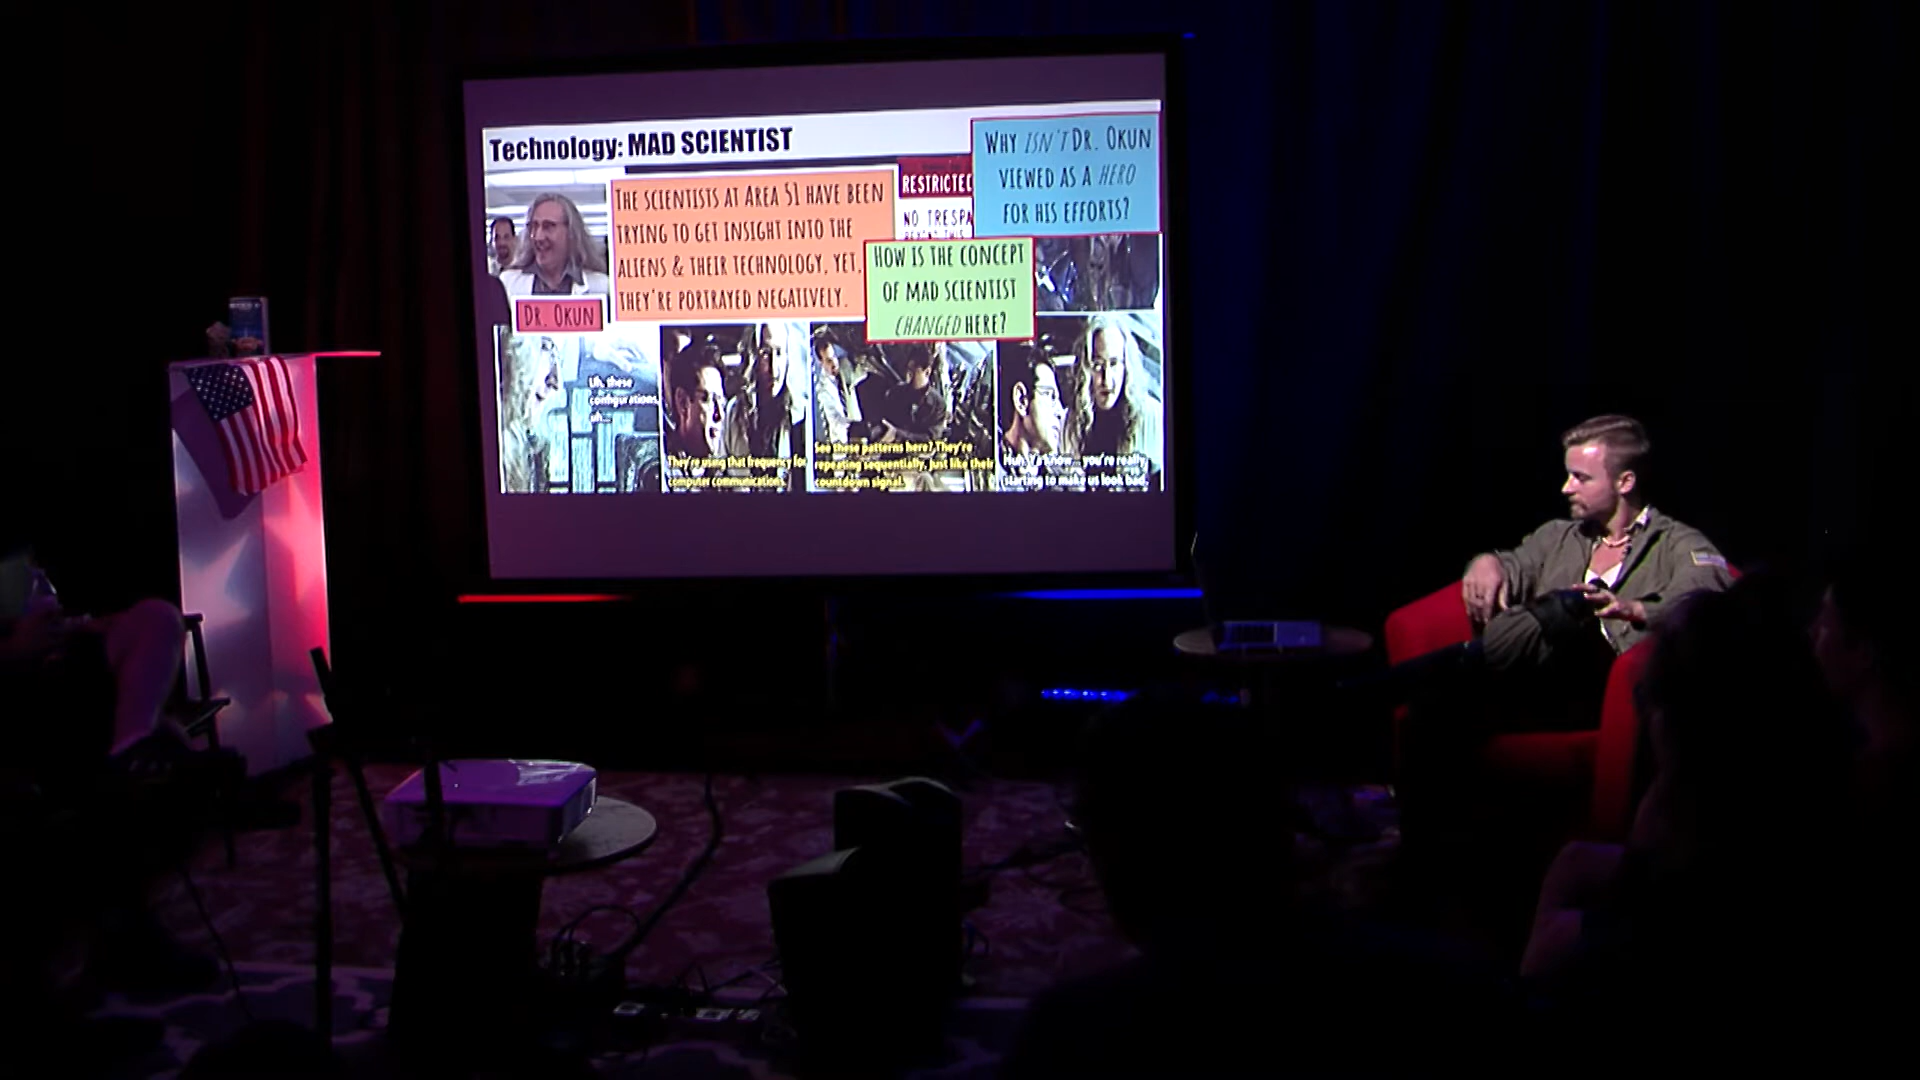 Technology: MAD SCIENTIST
WHY ISN'T DR. OKUN
VIEWED AS A HERO
FOR HIS EFFORTS?
THE SCIENTISTS AT AREA 51 HAVE BEEN
TRYING TO GET INSIGHT INTO THE
ALIENS & THEIR TECHNOLOGY, YET,
THEY'RE PORTRAYED NEGATIVELY.
RESTRICTED
NO TRESPA
HOW IS THE CONCEPT
OF MAD SCIENTIST
CHANGED HERE?
DR. OKUN
Uh, these
configurations,
uh...
They're using that frequency for
computer communications.
See these patterns here? They're
repeating sequentially, just like their
countdown signal.
Huh. Ya know... you're really
starting to make us look bad.